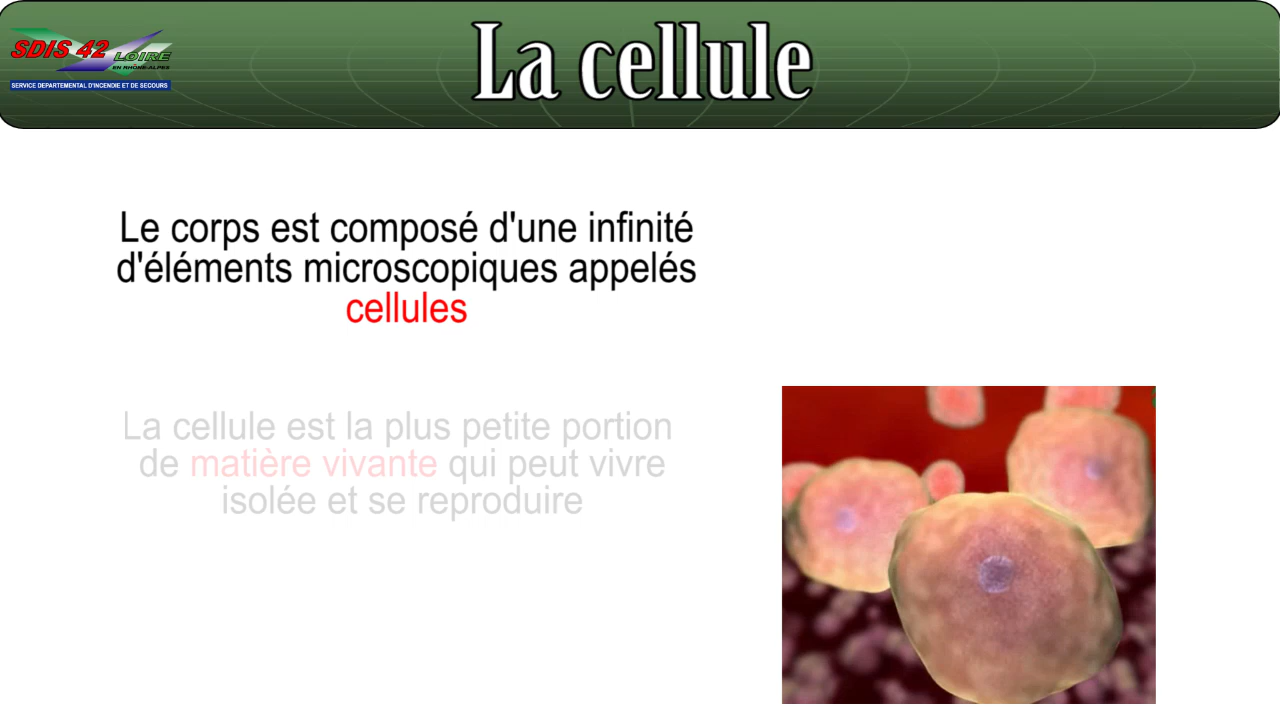 La cellule
SDIS 42
LOIRE
EN RHÔNE-ALPES
SERVICE DEPARTEMENTAL D'INCENDIE ET DE SECOURS
Le corps est composé d'une infinité
d'éléments microscopiques appelés
cellules
La cellule est la plus petite portion
de matière vivante qui peut vivre
isolée et se reproduire